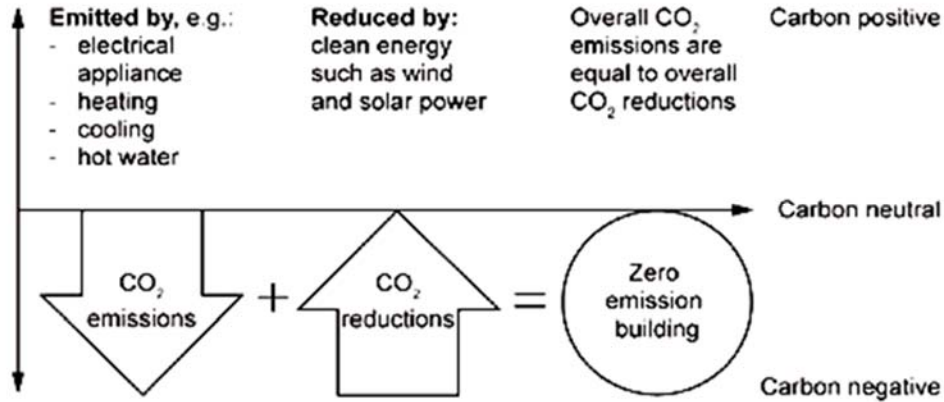 Emitted by, e.g.:
- electrical
appliance
- heating
- cooling
- hot water
Reduced by:
clean energy
such as wind
and solar power
Overall CO₂
emissions are
equal to overall
CO₂ reductions
Carbon positive
Carbon neutral
CO₂
emissions
+
CO₂
reductions
=
Zero
emission
building
Carbon negative